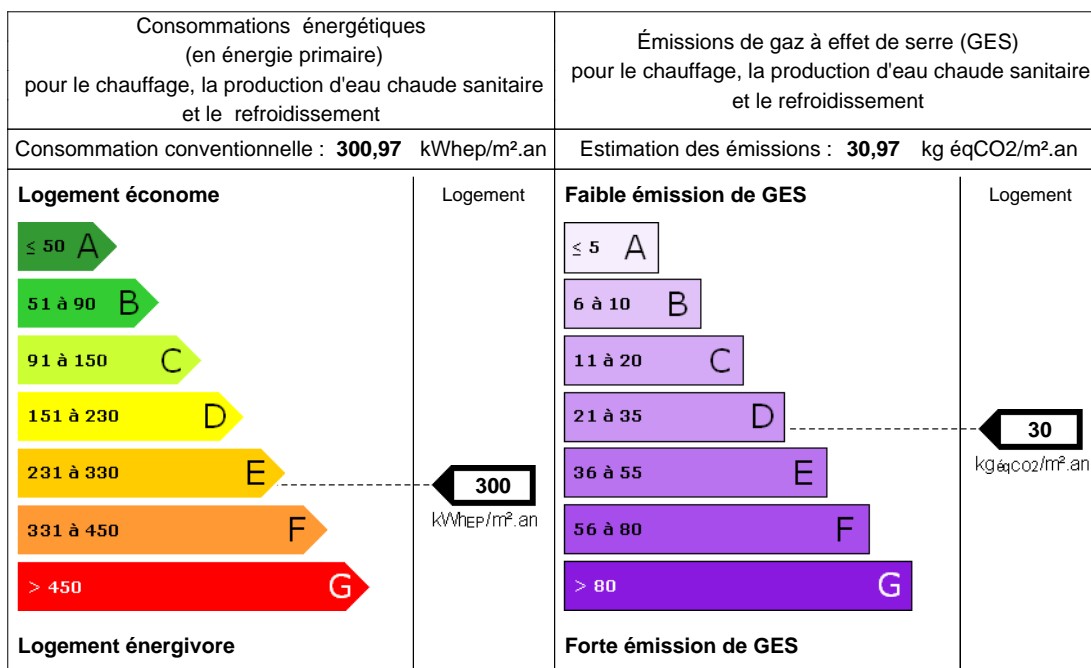 Consommations énergétiques
(en énergie primaire)
pour le chauffage, la production d'eau chaude sanitaire
et le refroidissement
Émissions de gaz à effet de serre (GES)
pour le chauffage, la production d'eau chaude sanitaire
et le refroidissement
Consommation conventionnelle : 300,97 kWhep/m².an
Estimation des émissions : 30,97 kg éqCO2/m².an
Logement économe
Logement
≤ 50 A
51 à 90 B
91 à 150 C
151 à 230 D
231 à 330 E
331 à 450 F
> 450 G
300
kWhEP/m².an
Logement énergivore
Faible émission de GES
Logement
≤ 5 A
6 à 10 B
11 à 20 C
21 à 35 D
36 à 55 E
56 à 80 F
> 80 G
30
kgéqCO2/m².an
Forte émission de GES